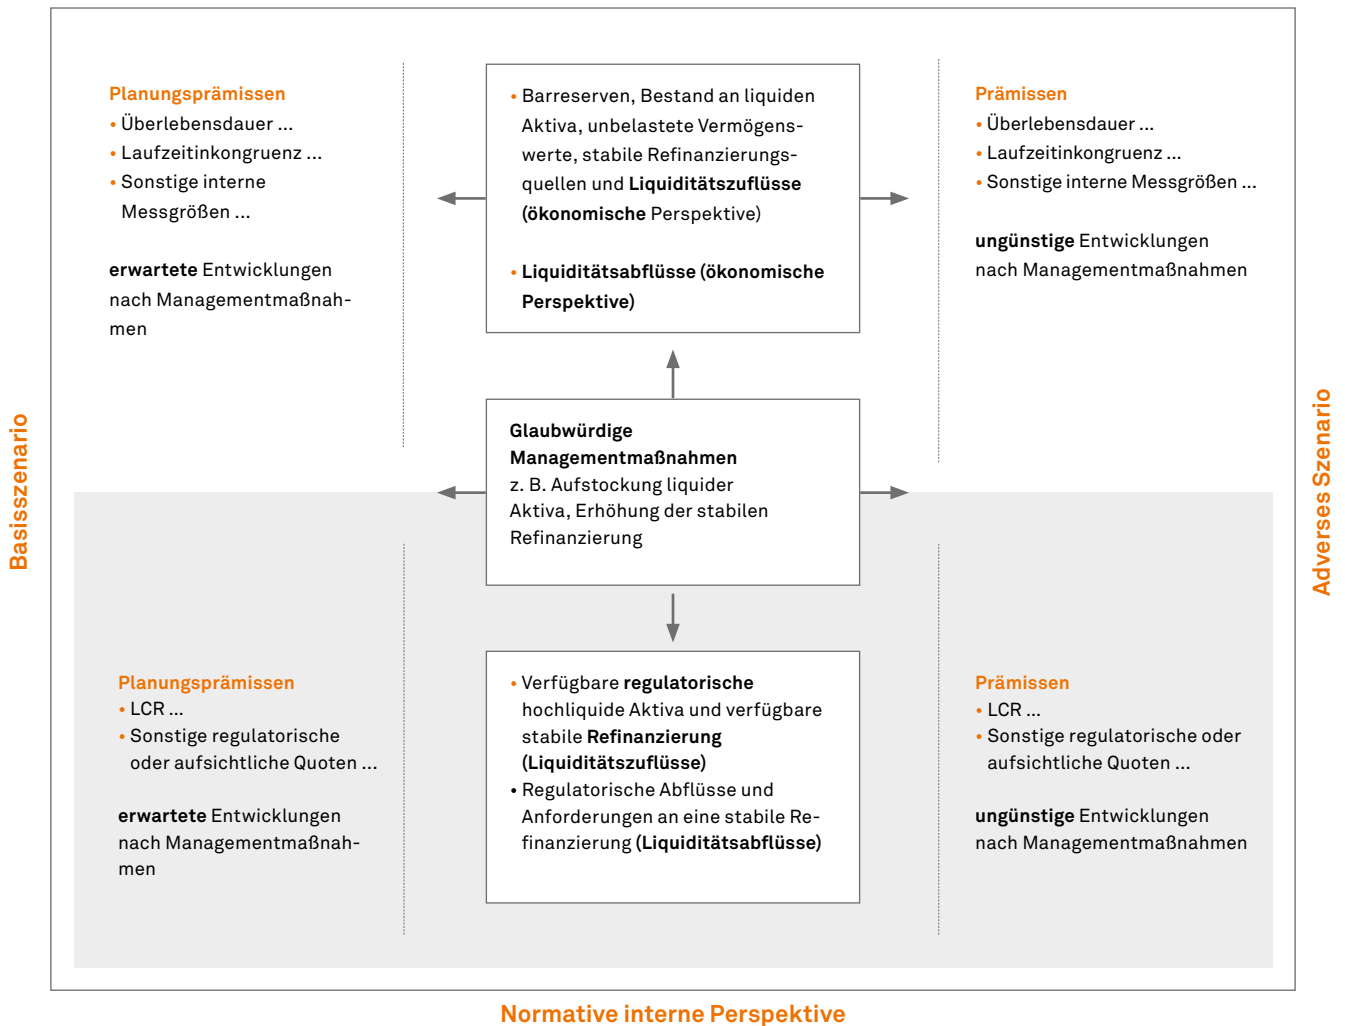 Planungsprämissen
• Überlebensdauer ...
• Laufzeitinkongruenz ...
• Sonstige interne
Messgrößen ...
erwartete Entwicklungen
nach Managementmaßnah-
men
• Barreserven, Bestand an liquiden
Aktiva, unbelastete Vermögens-
werte, stabile Refinanzierungs-
quellen und Liquiditätszuflüsse
(ökonomische Perspektive)
• Liquiditätsabflüsse (ökonomische
Perspektive)
Prämissen
• Überlebensdauer ...
• Laufzeitinkongruenz ...
• Sonstige interne Messgrößen ...
ungünstige Entwicklungen
nach Managementmaßnahmen
Basisszenario
Glaubwürdige
Managementmaßnahmen
z. B. Aufstockung liquider
Aktiva, Erhöhung der stabilen
Refinanzierung
Adverses Szenario
Planungsprämissen
• LCR ...
• Sonstige regulatorische
oder aufsichtliche Quoten ...
erwartete Entwicklungen
nach Managementmaßnah-
men
• Verfügbare regulatorische
hochliquide Aktiva und verfügbare
stabile Refinanzierung
(Liquiditätszuflüsse)
• Regulatorische Abflüsse und
Anforderungen an eine stabile Re-
finanzierung (Liquiditätsabflüsse)
Prämissen
• LCR ...
• Sonstige regulatorische oder
aufsichtliche Quoten ...
ungünstige Entwicklungen
nach Managementmaßnahmen
Normative interne Perspektive